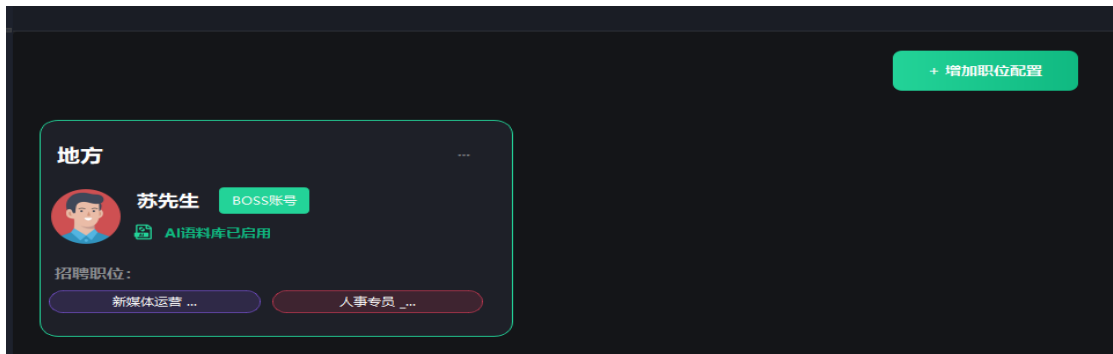 + 增加职位配置
地方
...
苏先生 BOSS账号
AI语料库已启用
招聘职位：
新媒体运营 ... 人事专员 _...